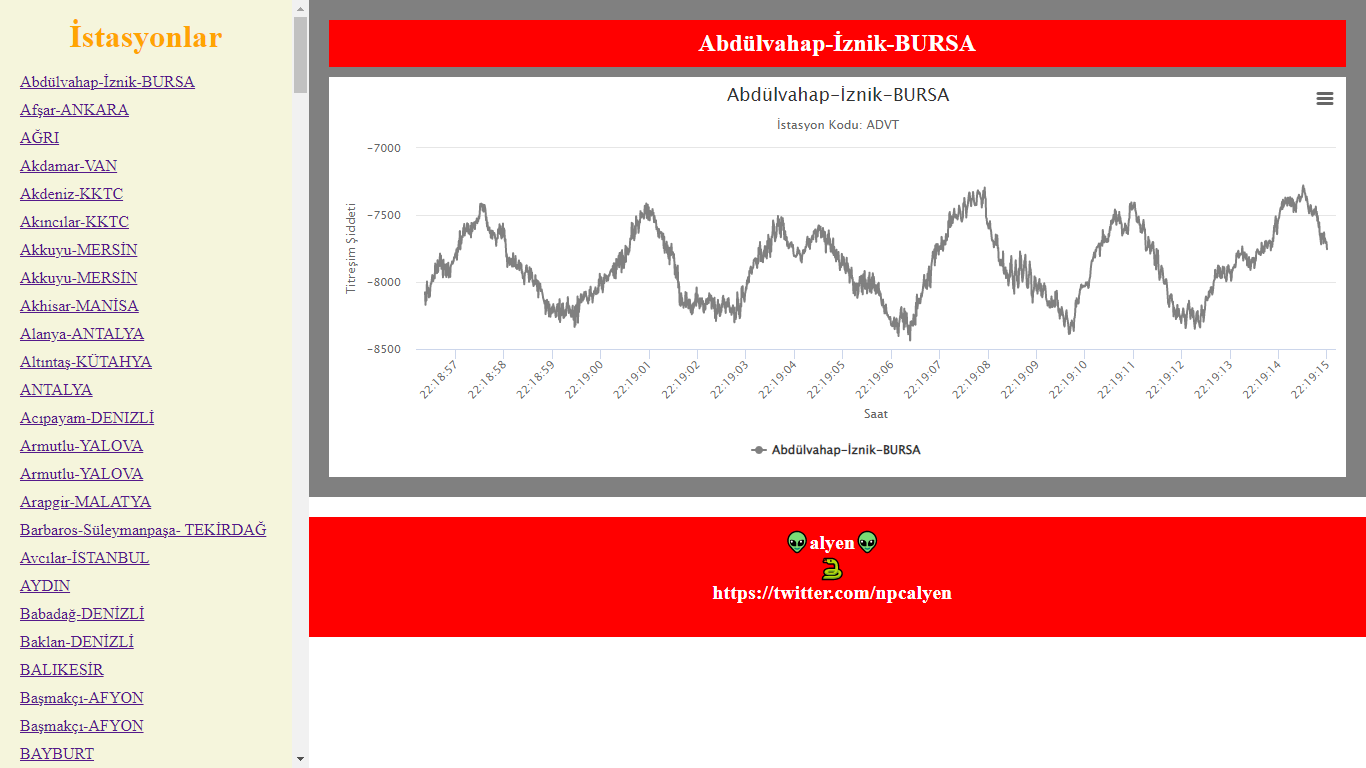 İstasyonlar
Abdülvahap-İznik-BURSA
Afşar-ANKARA
AĞRI
Akdamar-VAN
Akdeniz-KKTC
Akıncılar-KKTC
Akkuyu-MERSİN
Akkuyu-MERSİN
Akhisar-MANİSA
Alanya-ANTALYA
Altıntaş-KÜTAHYA
ANTALYA
Acıpayam-DENIZLİ
Armutlu-YALOVA
Armutlu-YALOVA
Arapgir-MALATYA
Barbaros-Süleymanpaşa- TEKİRDAĞ
Avcılar-İSTANBUL
AYDIN
Babadağ-DENİZLİ
Baklan-DENİZLİ
BALIKESİR
Başmakçı-AFYON
Başmakçı-AFYON
BAYBURT
Abdülvahap-İznik-BURSA
Abdülvahap-İznik-BURSA
İstasyon Kodu: ADVT
Titreşim Şiddeti
-7000
-7500
-8000
-8500
22:18:57 22:18:58 22:18:59 22:19:00 22:19:01 22:19:02 22:19:03 22:19:04 22:19:05 22:19:06 22:19:07 22:19:08 22:19:09 22:19:10 22:19:11 22:19:12 22:19:13 22:19:14 22:19:15
Saat
Abdülvahap-İznik-BURSA
👽alyen👽
🐍
https://twitter.com/npcalyen